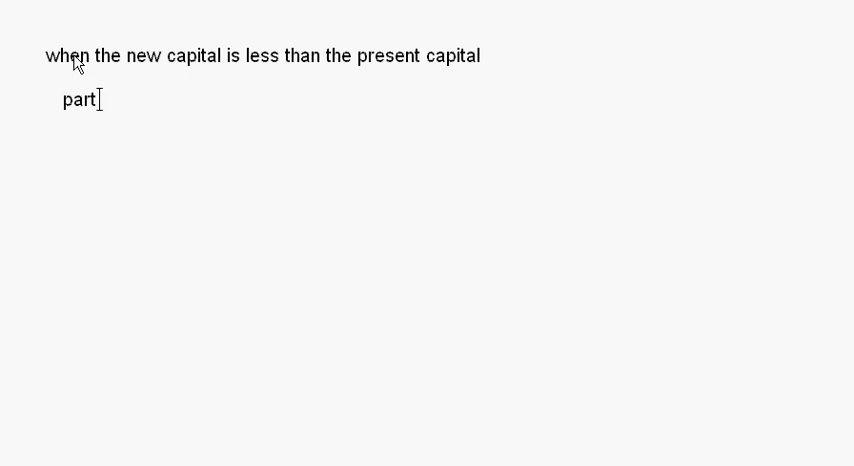 when the new capital is less than the present capital
part